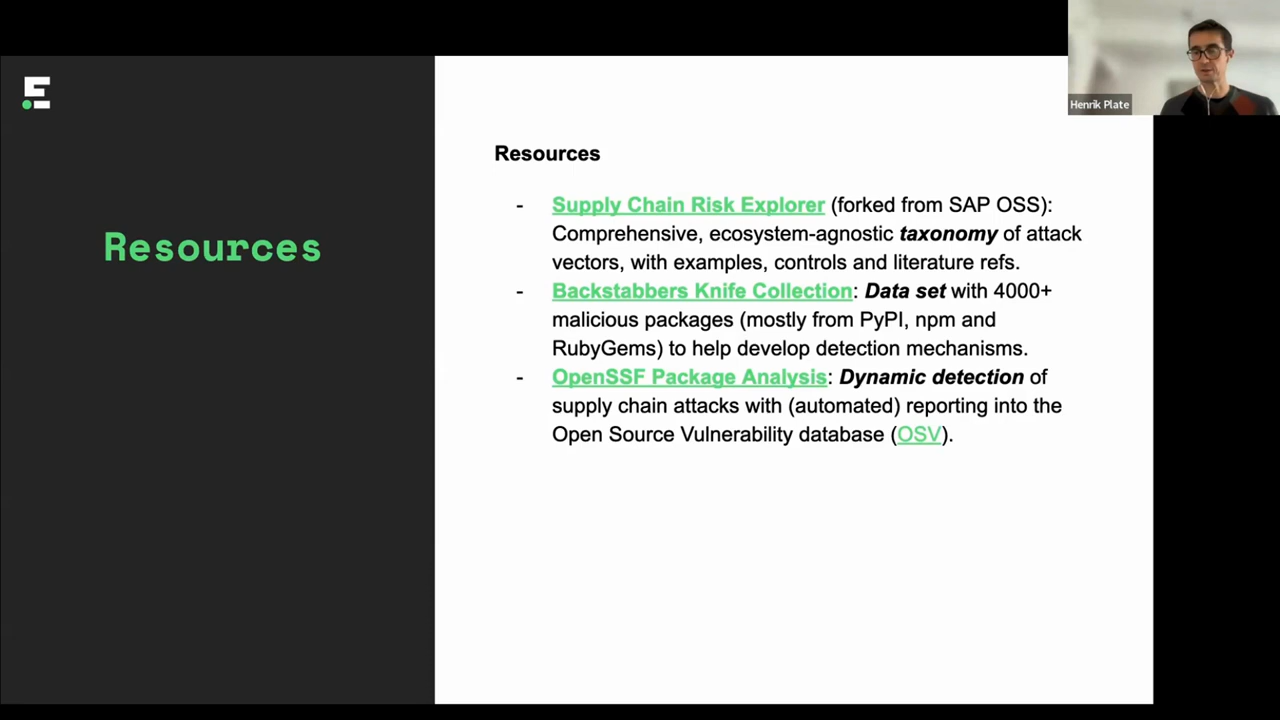 Henrik Plate
Resources
Resources
- Supply Chain Risk Explorer (forked from SAP OSS):
Comprehensive, ecosystem-agnostic taxonomy of attack
vectors, with examples, controls and literature refs.
- Backstabbers Knife Collection: Data set with 4000+
malicious packages (mostly from PyPI, npm and
RubyGems) to help develop detection mechanisms.
- OpenSSF Package Analysis: Dynamic detection of
supply chain attacks with (automated) reporting into the
Open Source Vulnerability database (OSV).